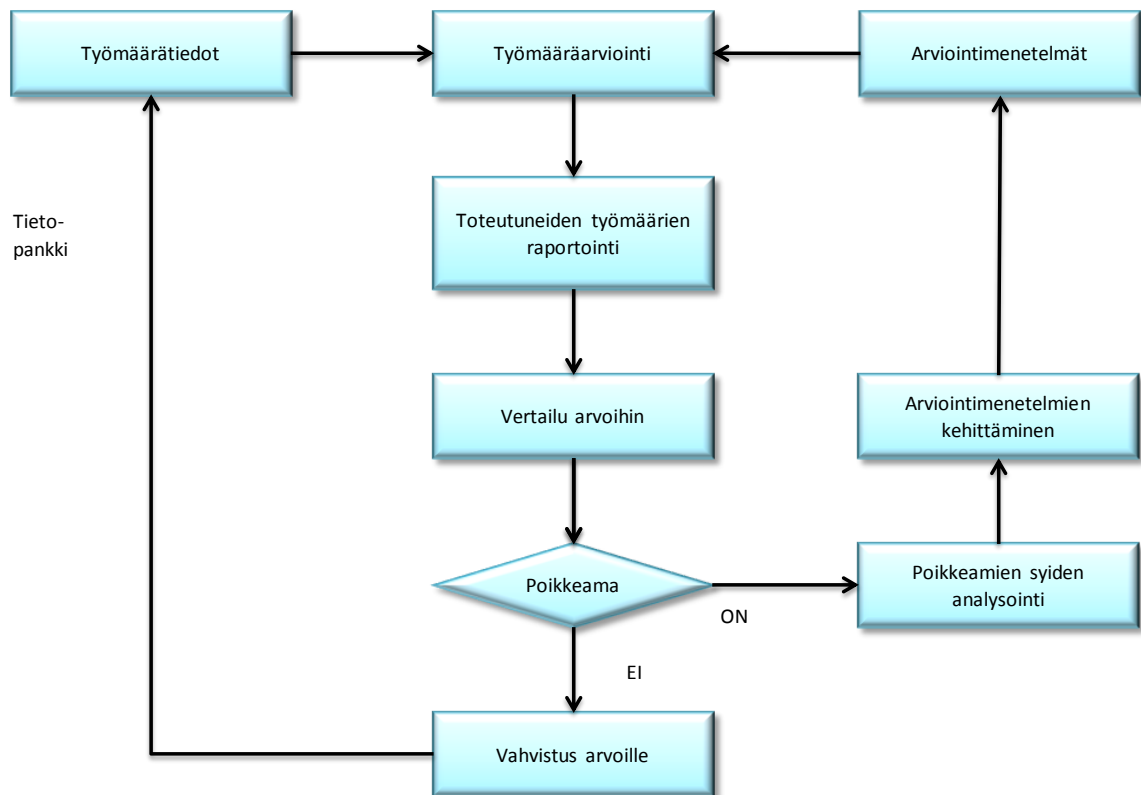 Työmäärätiedot
Työmääräarviointi
Arviointimenetelmät
Tieto-
pankki
Toteutuneiden työmäärien
raportointi
Vertailu arvoihin
Arviointimenetelmien
kehittäminen
Poikkeama
ON
Poikkeamien syiden
analysointi
EI
Vahvistus arvoille